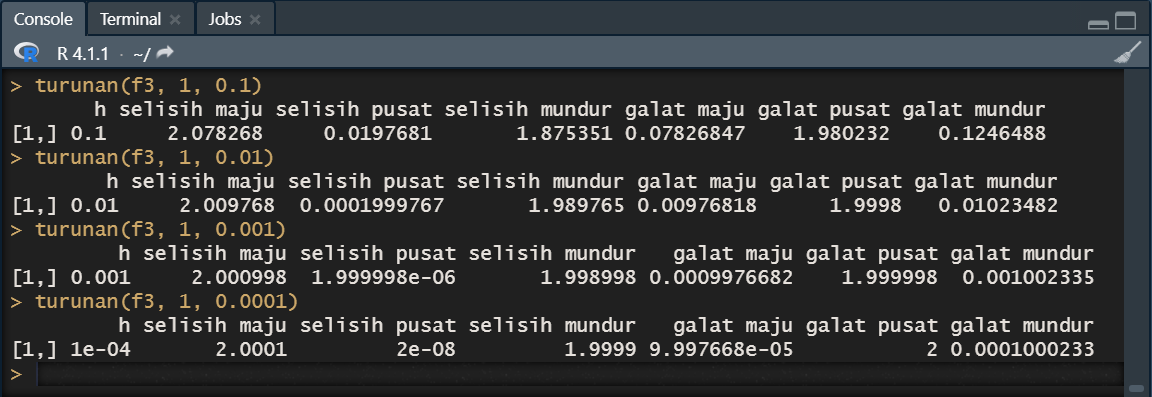 Console Terminal × Jobs ×
R R 4.1.1 · ~/
> turunan(f3, 1, 0.1)
h selisih maju selisih pusat selisih mundur galat maju galat pusat galat mundur
[1,] 0.1 2.078268 0.0197681 1.875351 0.07826847 1.980232 0.1246488
> turunan(f3, 1, 0.01)
h selisih maju selisih pusat selisih mundur galat maju galat pusat galat mundur
[1,] 0.01 2.009768 0.0001999767 1.989765 0.00976818 1.9998 0.01023482
> turunan(f3, 1, 0.001)
h selisih maju selisih pusat selisih mundur galat maju galat pusat galat mundur
[1,] 0.001 2.000998 1.999998e-06 1.998998 0.0009976682 1.999998 0.001002335
> turunan(f3, 1, 0.0001)
h selisih maju selisih pusat selisih mundur galat maju galat pusat galat mundur
[1,] 1e-04 2.0001 2e-08 1.9999 9.997668e-05 2 0.0001000233
>